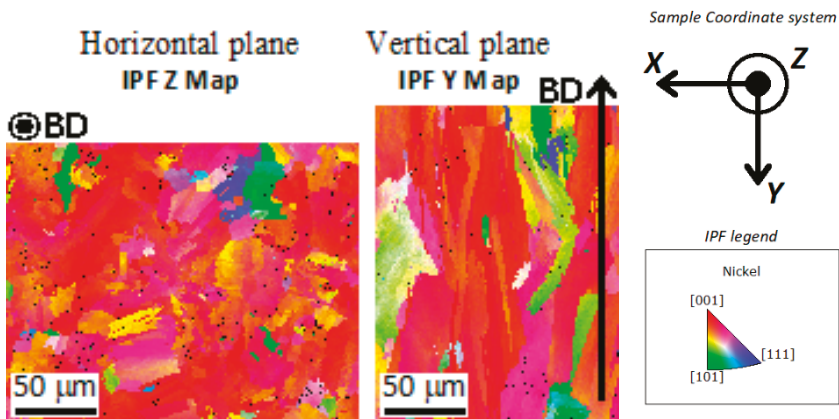 Horizontal plane
IPF Z Map
BD
50 μm
Vertical plane
IPF Y Map
BD
50 μm
Sample Coordinate system
X
Z
Y
IPF legend
Nickel
[001]
[111]
[101]